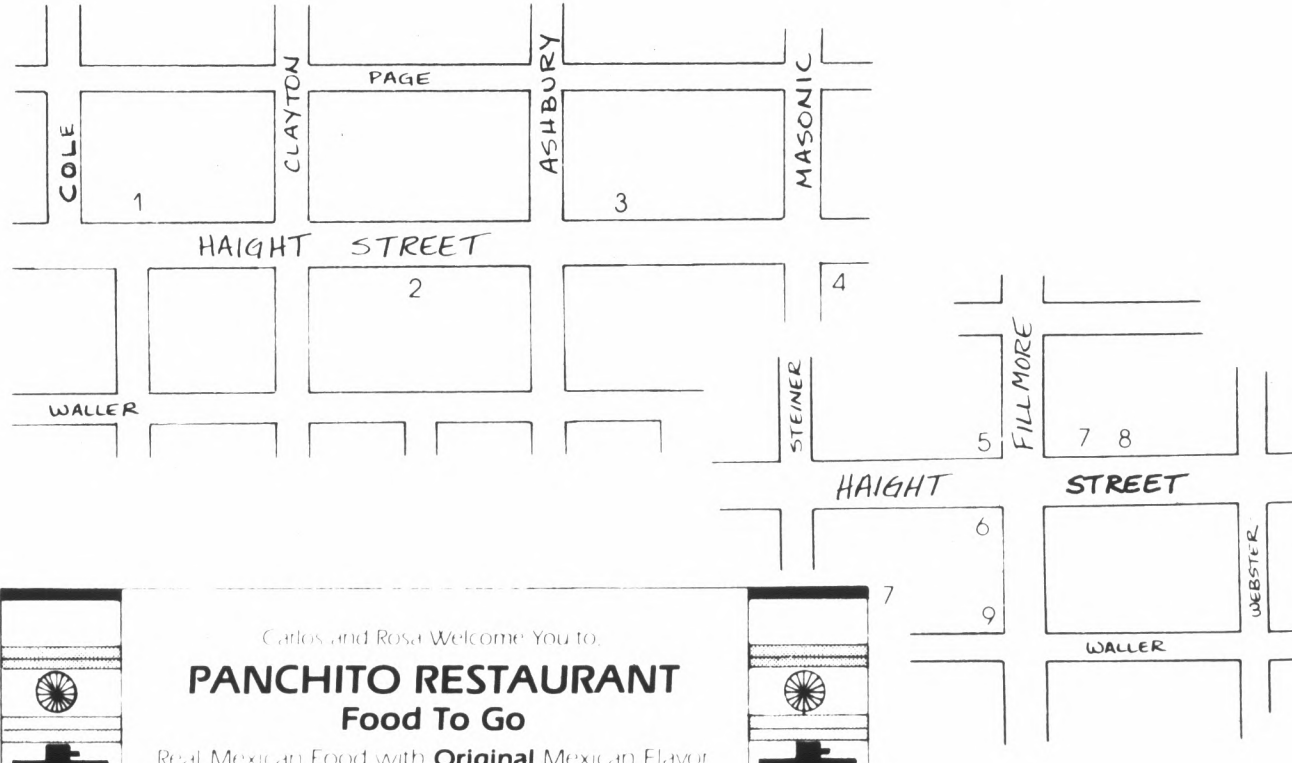 COLE
CLAYTON
PAGE
ASHBURY
MASONIC
1
3
HAIGHT STREET
2
4
WALLER
STEINER
FILLMORE
5
7 8
HAIGHT STREET
6
7
9
WEBSTER
WALLER
Carlos and Rosa Welcome You to,
PANCHITO RESTAURANT
Food To Go
Real Mexican Food with Original Mexican Flavor